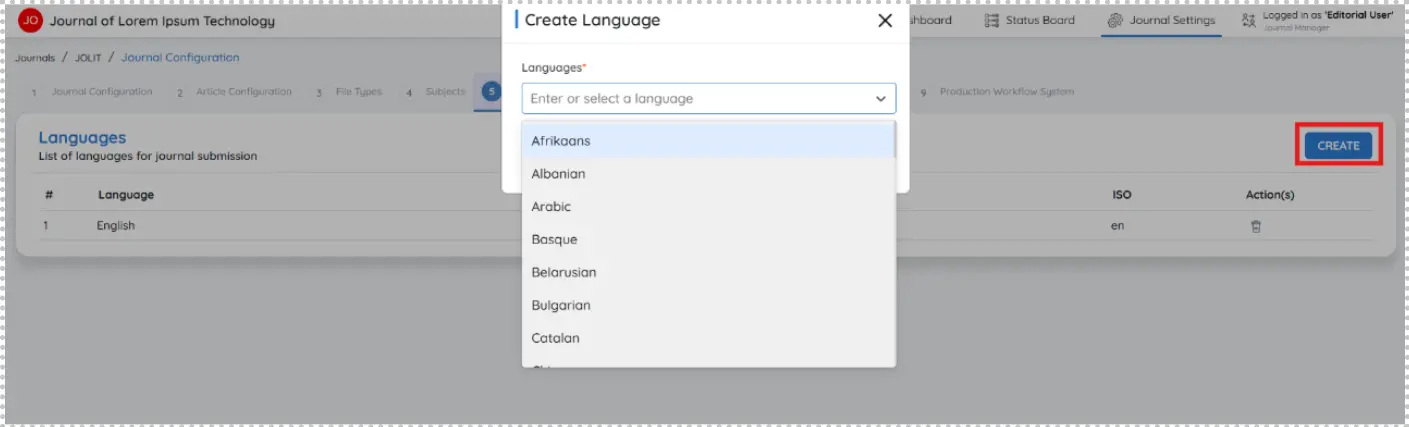 JO Journal of Lorem Ipsum Technology
Create Language
shboard
Status Board
Journal Settings
Logged in as 'Editorial User'
Journal Manager
Journals / JOLIT / Journal Configuration
Languages*
1 Journal Configuration
2 Article Configuration
3 File Types
4 Subjects
5
Enter or select a language
9 Production Workflow System
Languages
List of languages for journal submission
CREATE
# Language ISO Action(s)
1 English en
Afrikaans
Albanian
Arabic
Basque
Belarusian
Bulgarian
Catalan